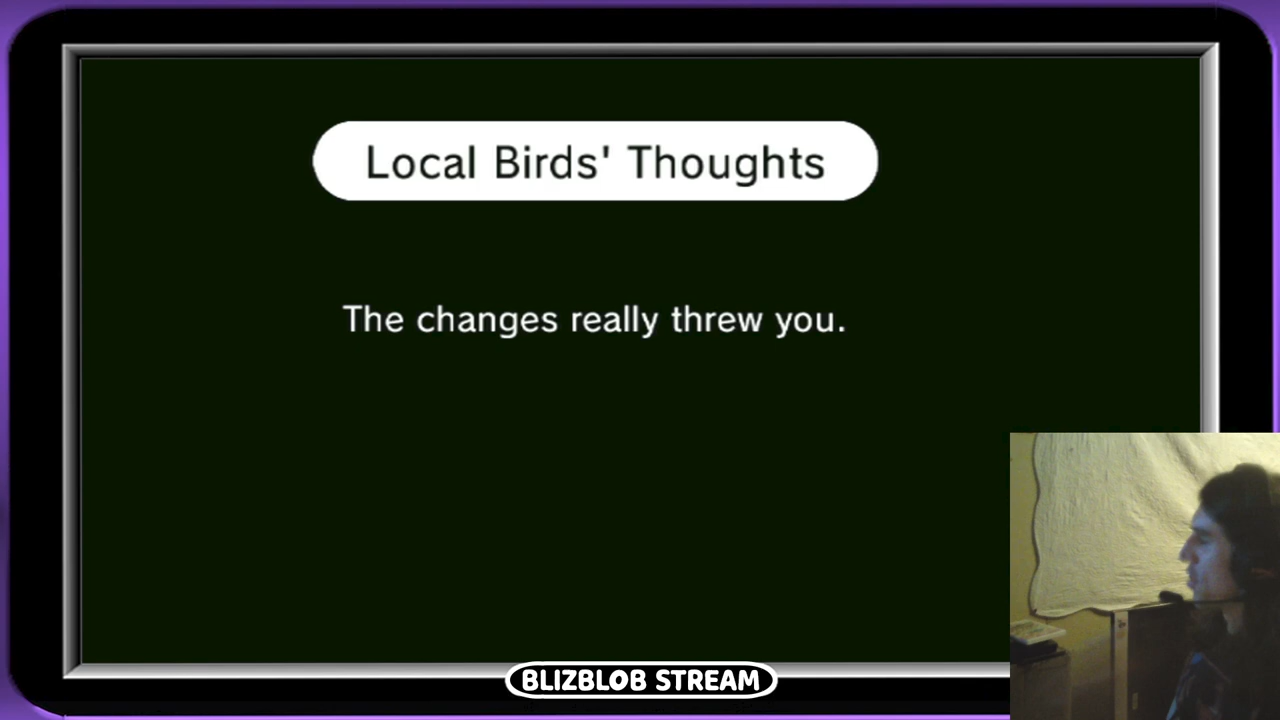 Local Birds' Thoughts
The changes really threw you.
BLIZBLOB STREAM